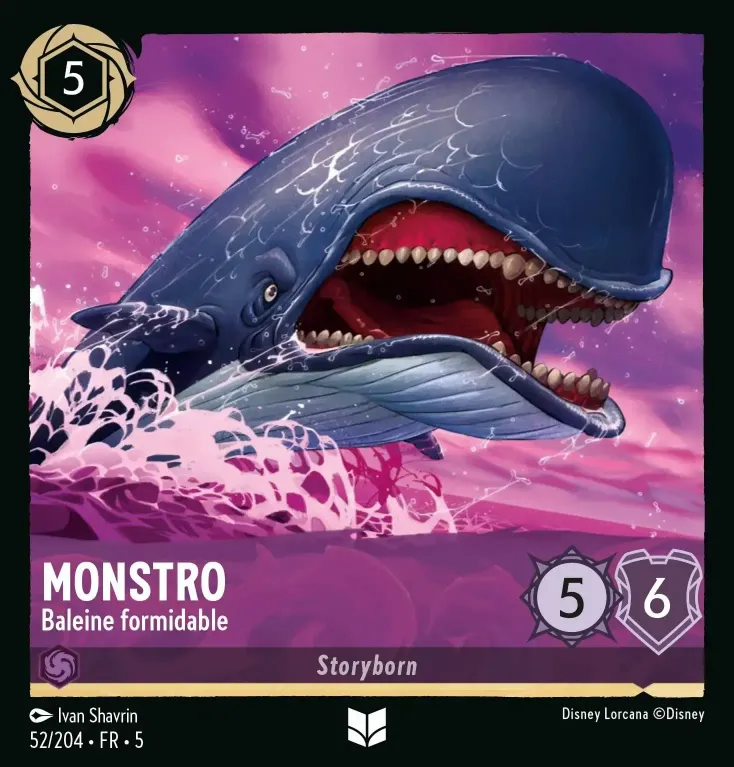 5
MONSTRO
Baleine formidable
5 6
Storyborn
Ivan Shavrin
Disney Lorcana ©Disney
52/204 • FR • 5